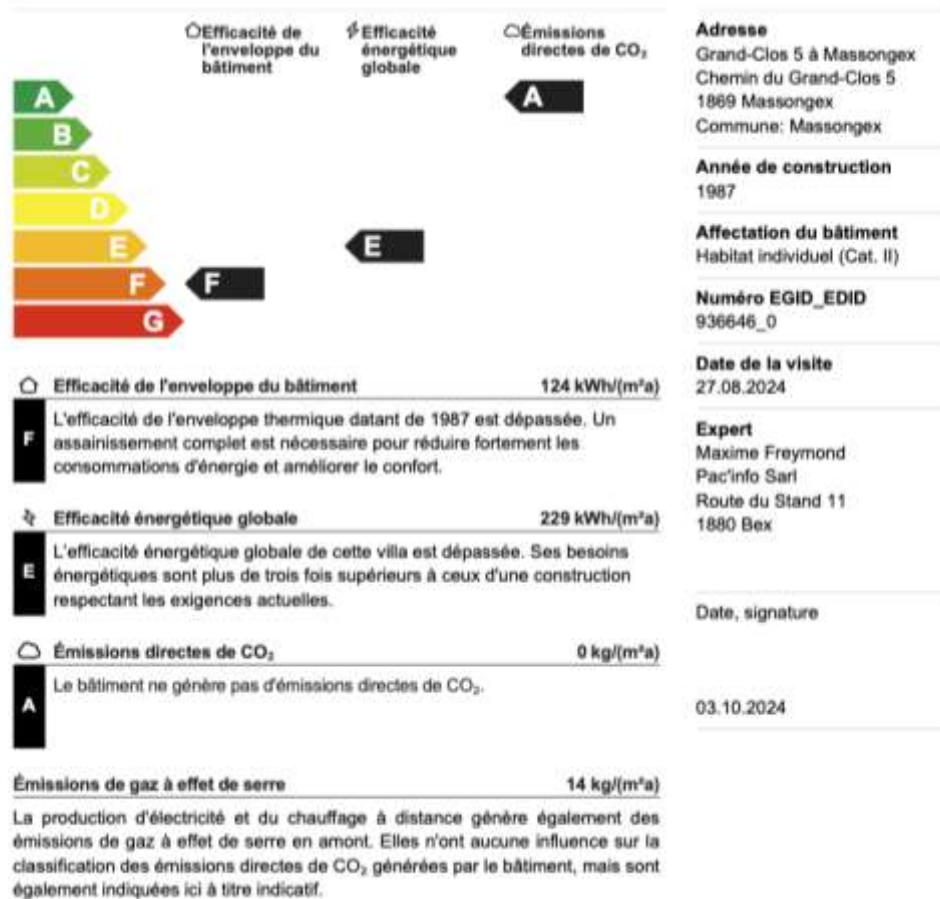 Efficacité de
l'enveloppe du
bâtiment
Efficacité
énergétique
globale
Émissions
directes de CO₂
A
B
C
D
E
F
G
A
E
F
Efficacité de l'enveloppe du bâtiment 124 kWh/(m²a)
F
L'efficacité de l'enveloppe thermique datant de 1987 est dépassée. Un
assainissement complet est nécessaire pour réduire fortement les
consommations d'énergie et améliorer le confort.
Efficacité énergétique globale 229 kWh/(m²a)
E
L'efficacité énergétique globale de cette villa est dépassée. Ses besoins
énergétiques sont plus de trois fois supérieurs à ceux d'une construction
respectant les exigences actuelles.
Émissions directes de CO₂ 0 kg/(m²a)
A
Le bâtiment ne génère pas d'émissions directes de CO₂.
Émissions de gaz à effet de serre 14 kg/(m²a)
La production d'électricité et du chauffage à distance génère également des
émissions de gaz à effet de serre en amont. Elles n'ont aucune influence sur la
classification des émissions directes de CO₂ générées par le bâtiment, mais sont
également indiquées ici à titre indicatif.
Adresse
Grand-Clos 5 à Massongex
Chemin du Grand-Clos 5
1869 Massongex
Commune: Massongex
Année de construction
1987
Affectation du bâtiment
Habitat individuel (Cat. II)
Numéro EGID_EDID
936646_0
Date de la visite
27.08.2024
Expert
Maxime Freymond
Pac'info Sarl
Route du Stand 11
1880 Bex
Date, signature
03.10.2024